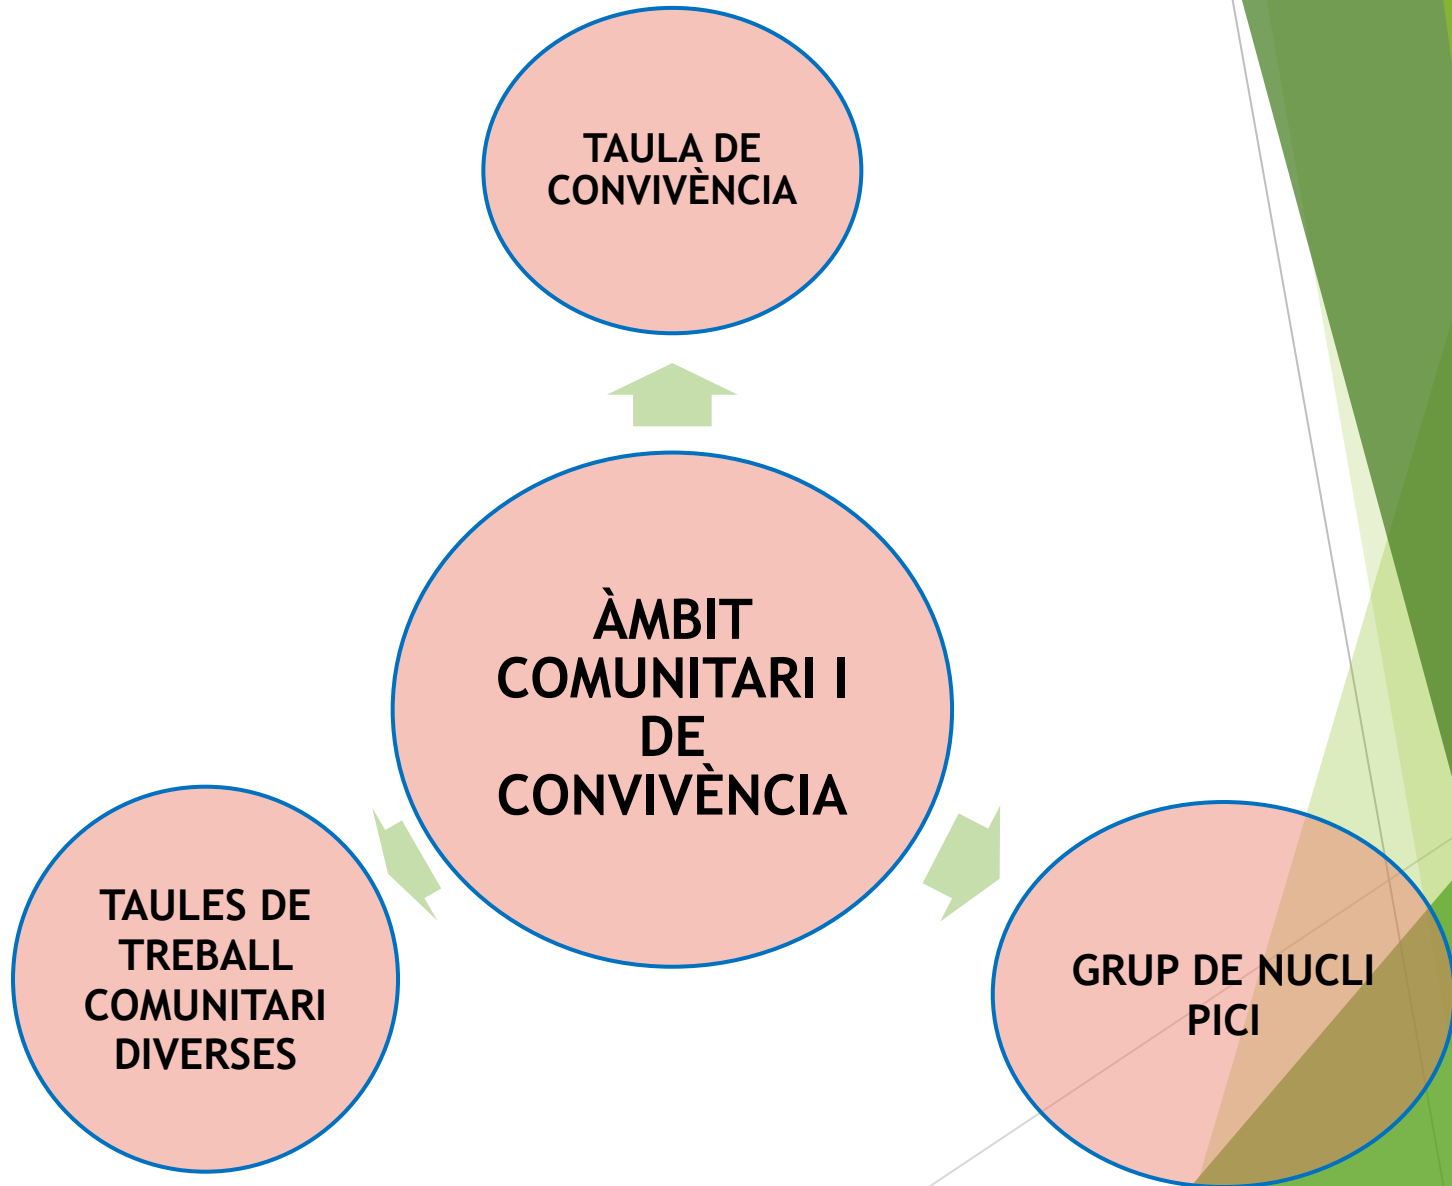 TAULA DE
CONVIVÈNCIA
ÀMBIT
COMUNITARI I
DE
CONVIVÈNCIA
TAULES DE
TREBALL
COMUNITARI
DIVERSES
GRUP DE NUCLI
PICI